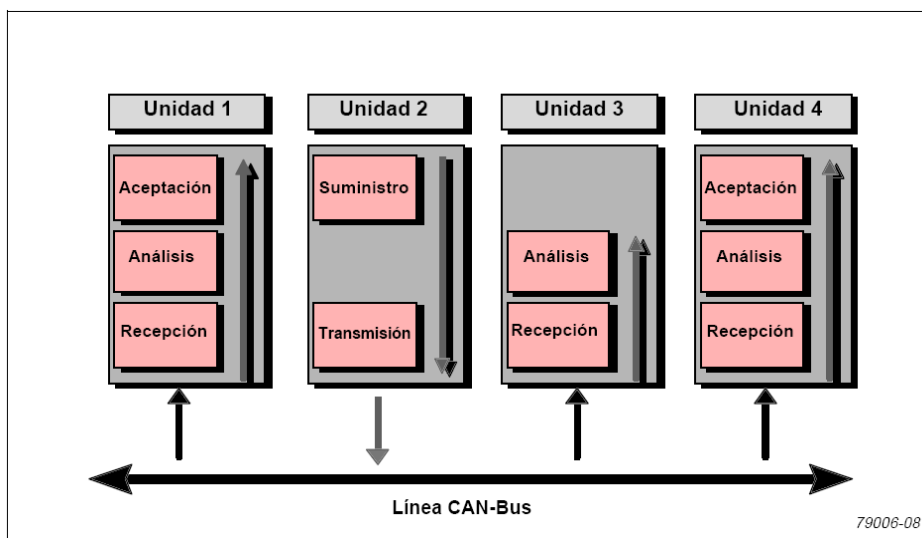 Unidad 1
Unidad 2
Unidad 3
Unidad 4
Aceptación
Suministro
Aceptación
Análisis
Análisis
Análisis
Recepción
Transmisión
Recepción
Recepción
Línea CAN-Bus
79006-08